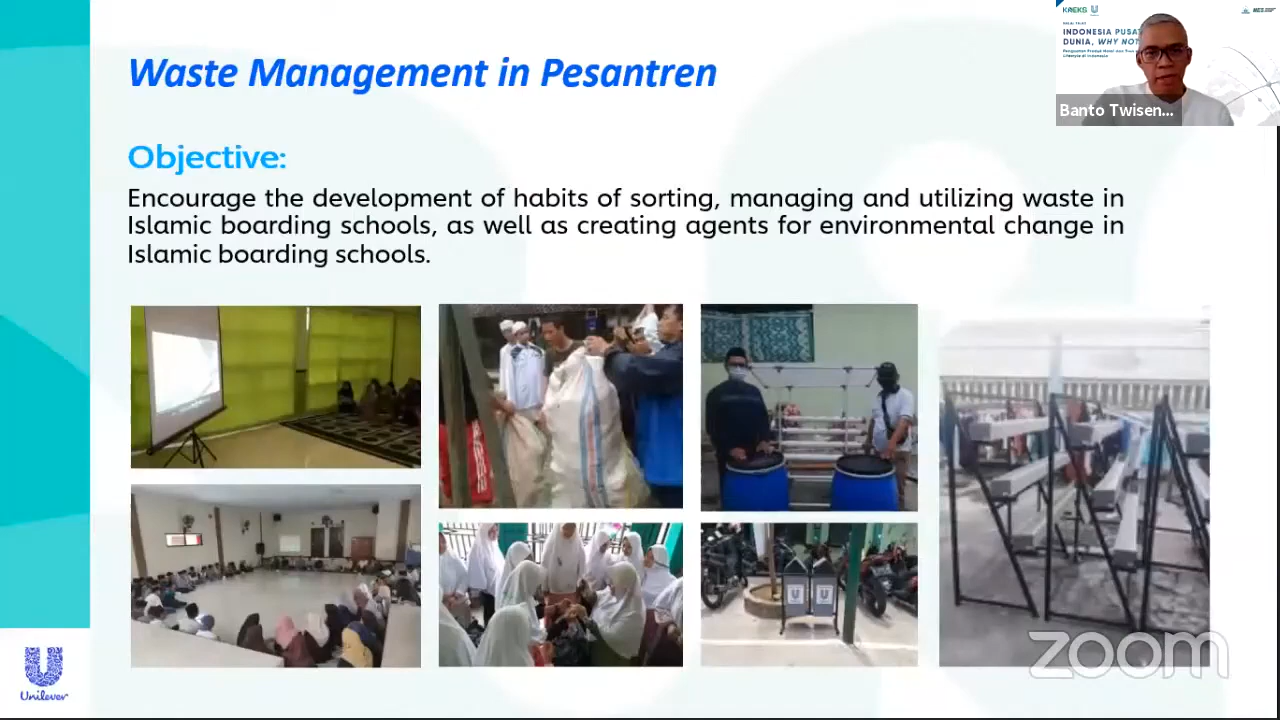 Waste Management in Pesantren
Objective:
Encourage the development of habits of sorting, managing and utilizing waste in
Islamic boarding schools, as well as creating agents for environmental change in
Islamic boarding schools.
INDONESIA PUSAT
DUNIA, WHY NOT
Banto Twisen...
Unilever
zoom